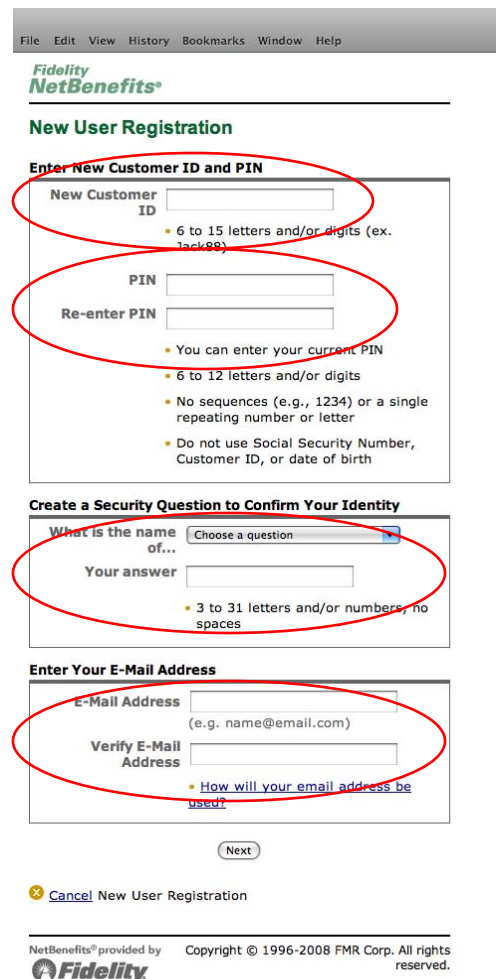 File Edit View History Bookmarks Window Help
Fidelity
NetBenefits®
New User Registration
Enter New Customer ID and PIN
New Customer
ID
• 6 to 15 letters and/or digits (ex.
Jack88)
PIN
Re-enter PIN
• You can enter your current PIN
• 6 to 12 letters and/or digits
• No sequences (e.g., 1234) or a single
repeating number or letter
• Do not use Social Security Number,
Customer ID, or date of birth
Create a Security Question to Confirm Your Identity
What is the name
of...
Choose a question
Your answer
• 3 to 31 letters and/or numbers, no
spaces
Enter Your E-Mail Address
E-Mail Address
(e.g. name@email.com)
Verify E-Mail
Address
• How will your email address be
used?
Next
Cancel New User Registration
NetBenefits® provided by
Fidelity
Copyright © 1996-2008 FMR Corp. All rights
reserved.